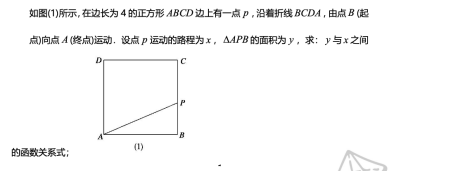 如图(1)所示,在边长为 4 的正方形 ABCD 边上有一点 p , 沿着折线 BCDA , 由点 B (起
点)向点 A (终点)运动. 设点 p 运动的路程为 x , ΔAPB 的面积为 y , 求: y 与 x 之间
D
C
P
A
B
(1)
的函数关系式;